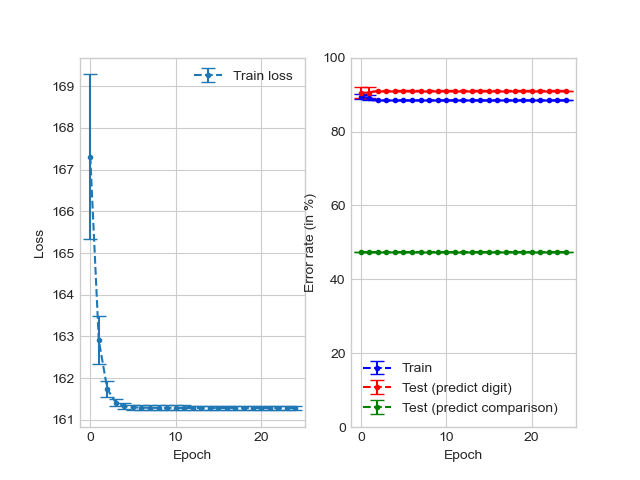 Train loss
169
168
167
166
165
164
163
162
161
0
10
20
Loss
Epoch
100
80
60
40
20
0
0
10
20
Error rate (in %)
Epoch
Train
Test (predict digit)
Test (predict comparison)